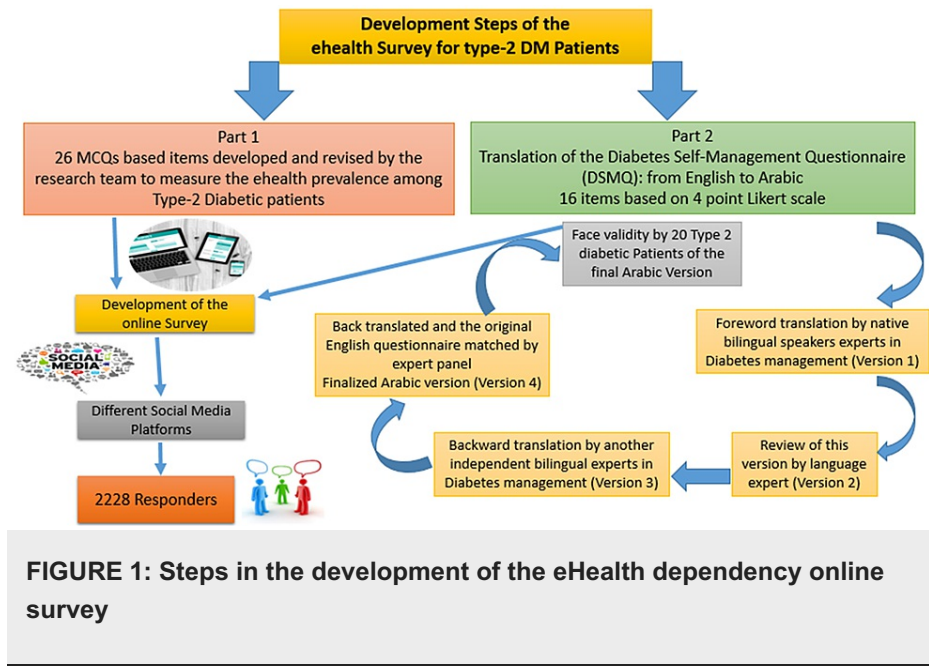 Development Steps of the
ehealth Survey for type-2 DM Patients
Part 1
26 MCQs based items developed and revised by the
research team to measure the ehealth prevalence among
Type-2 Diabetic patients
Part 2
Translation of the Diabetes Self-Management Questionnaire
(DSMQ): from English to Arabic
16 items based on 4 point Likert scale
Face validity by 20 Type 2
diabetic Patients of the
final Arabic Version
Development of the
online Survey
Foreword translation by native
bilingual speakers experts in
Diabetes management (Version 1)
Back translated and the original
English questionnaire matched by
expert panel
Finalized Arabic version (Version 4)
SOCIAL
MEDIA
Different Social Media
Platforms
Backward translation by another
independent bilingual experts in
Diabetes management (Version 3)
Review of this
version by language
expert (Version 2)
2228 Responders
FIGURE 1: Steps in the development of the eHealth dependency online
survey